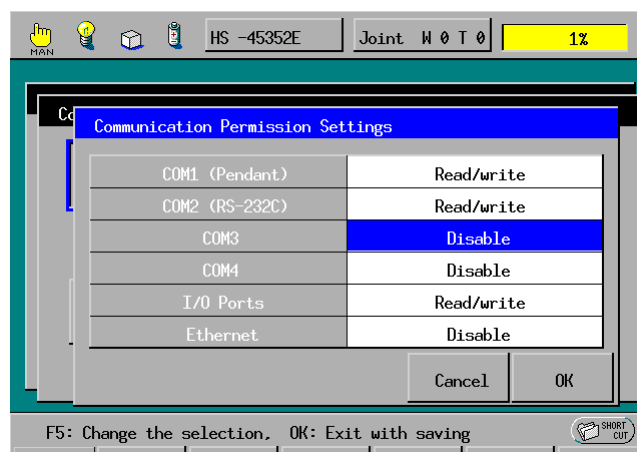 MAN
HS -45352E
Joint W 0 T 0
1%
Communication Permission Settings
COM1 (Pendant) Read/write
COM2 (RS-232C) Read/write
COM3 Disable
COM4 Disable
I/O Ports Read/write
Ethernet Disable
Cancel OK
F5: Change the selection, OK: Exit with saving
SHORT
CUT